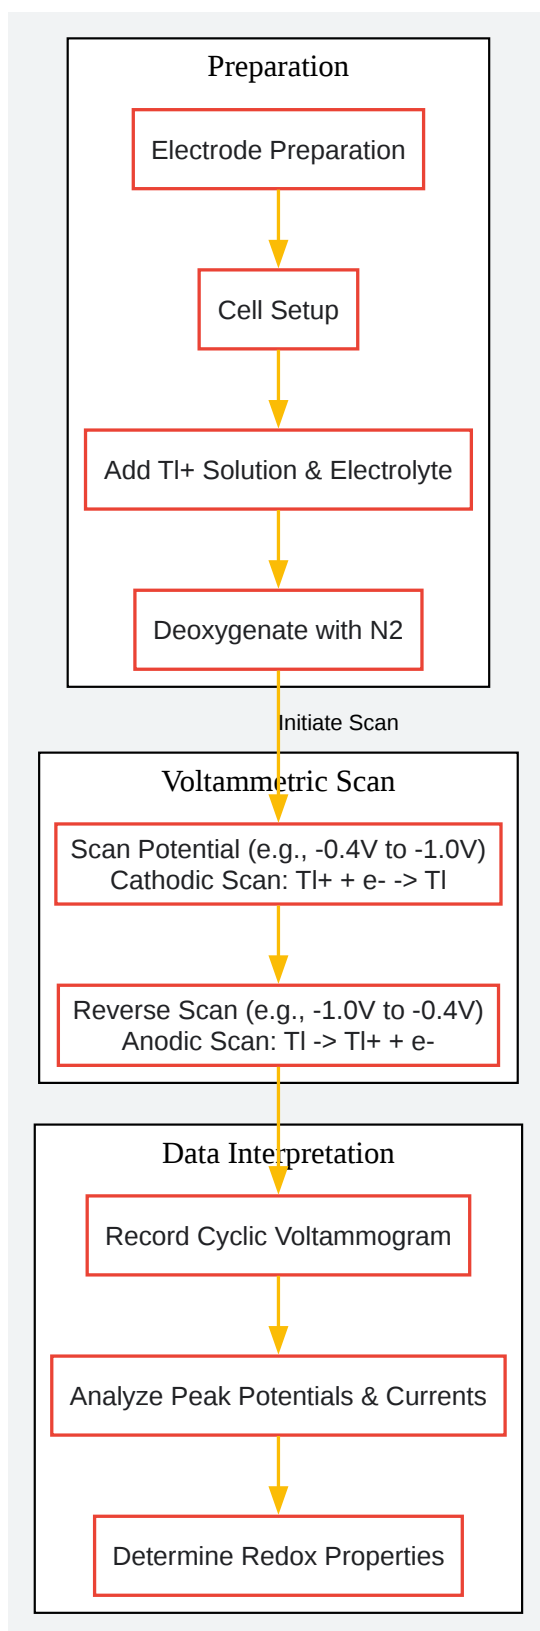 Preparation
Electrode Preparation
Cell Setup
Add Tl+ Solution & Electrolyte
Deoxygenate with N2
Initiate Scan
Voltammetric Scan
Scan Potential (e.g., -0.4V to -1.0V)
Cathodic Scan: Tl+ + e- -> Tl
Reverse Scan (e.g., -1.0V to -0.4V)
Anodic Scan: Tl -> Tl+ + e-
Data Interpretation
Record Cyclic Voltammogram
Analyze Peak Potentials & Currents
Determine Redox Properties